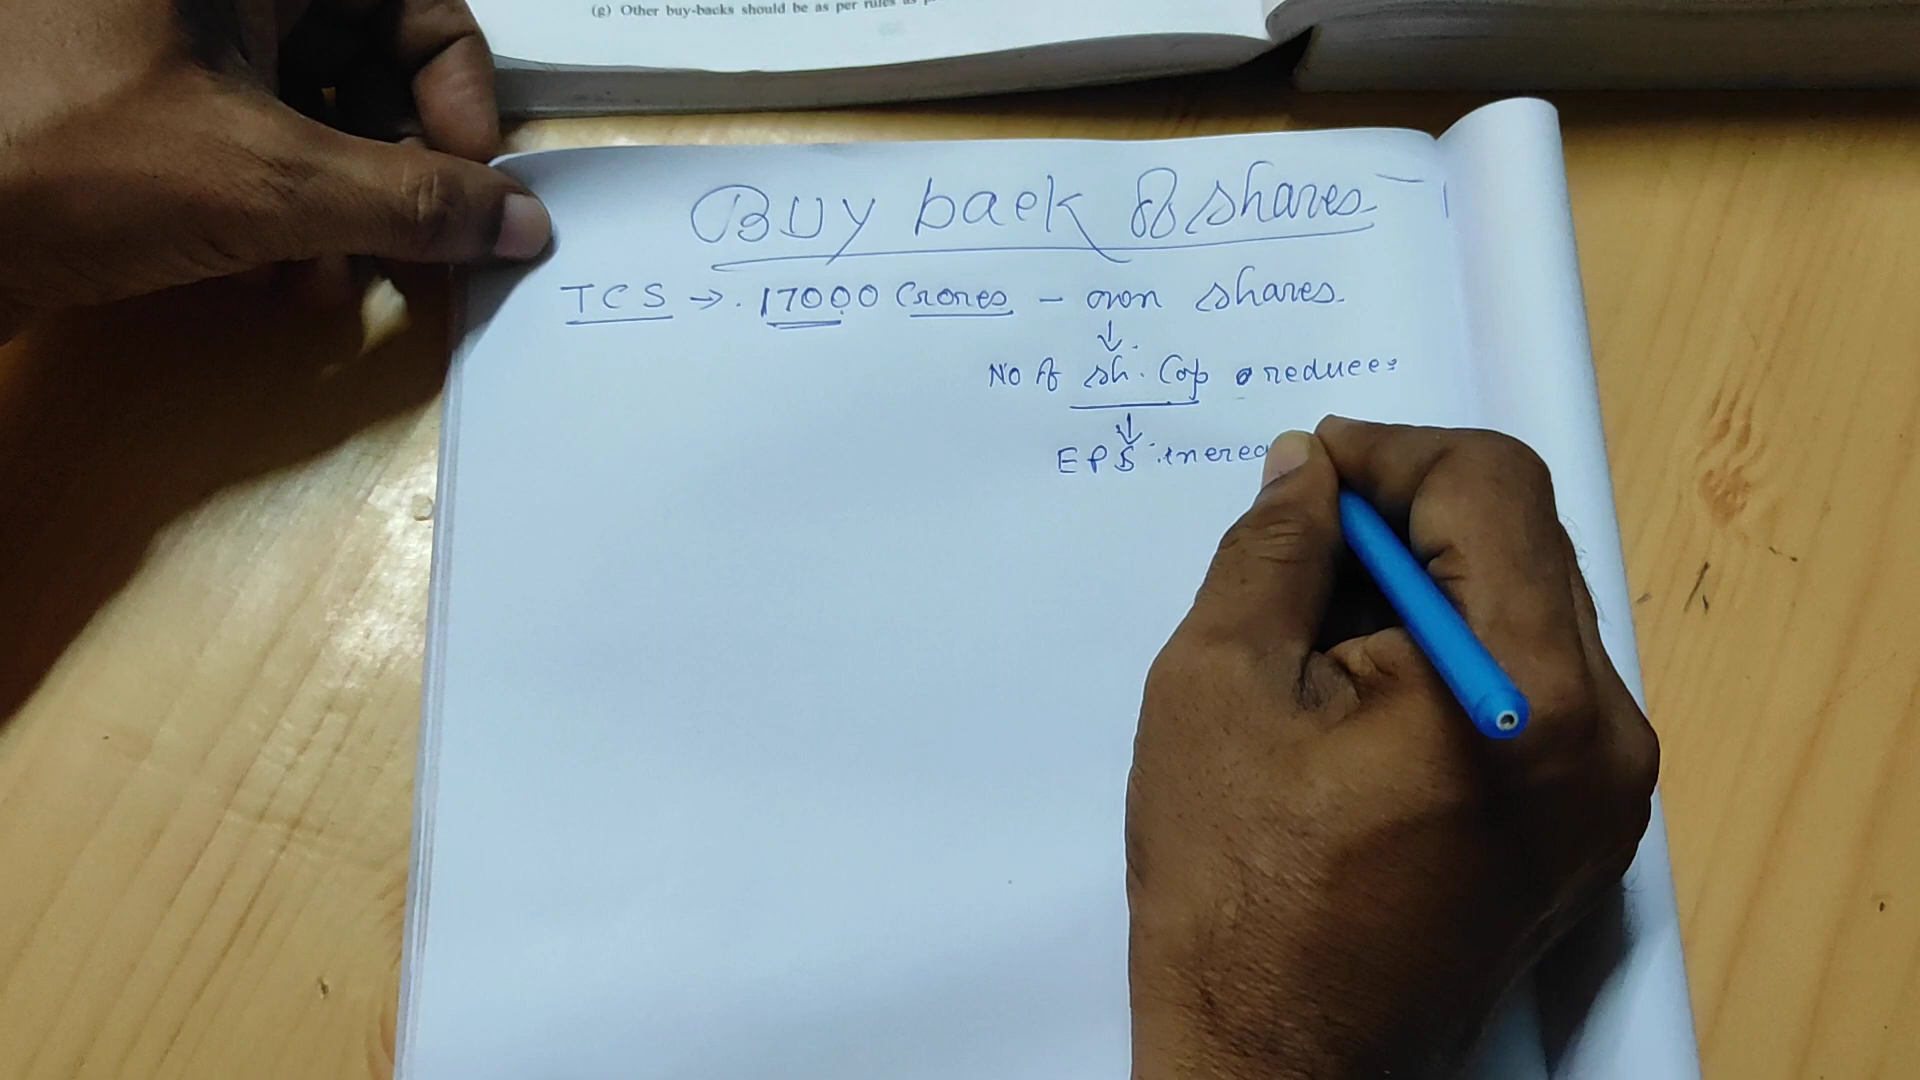 (g) Other buy-backs should be as per rules as
Buy back of shares
TCS → 17000 Crores - own shares.
↓
No of sh. Cap reduces
↓
EPS increa